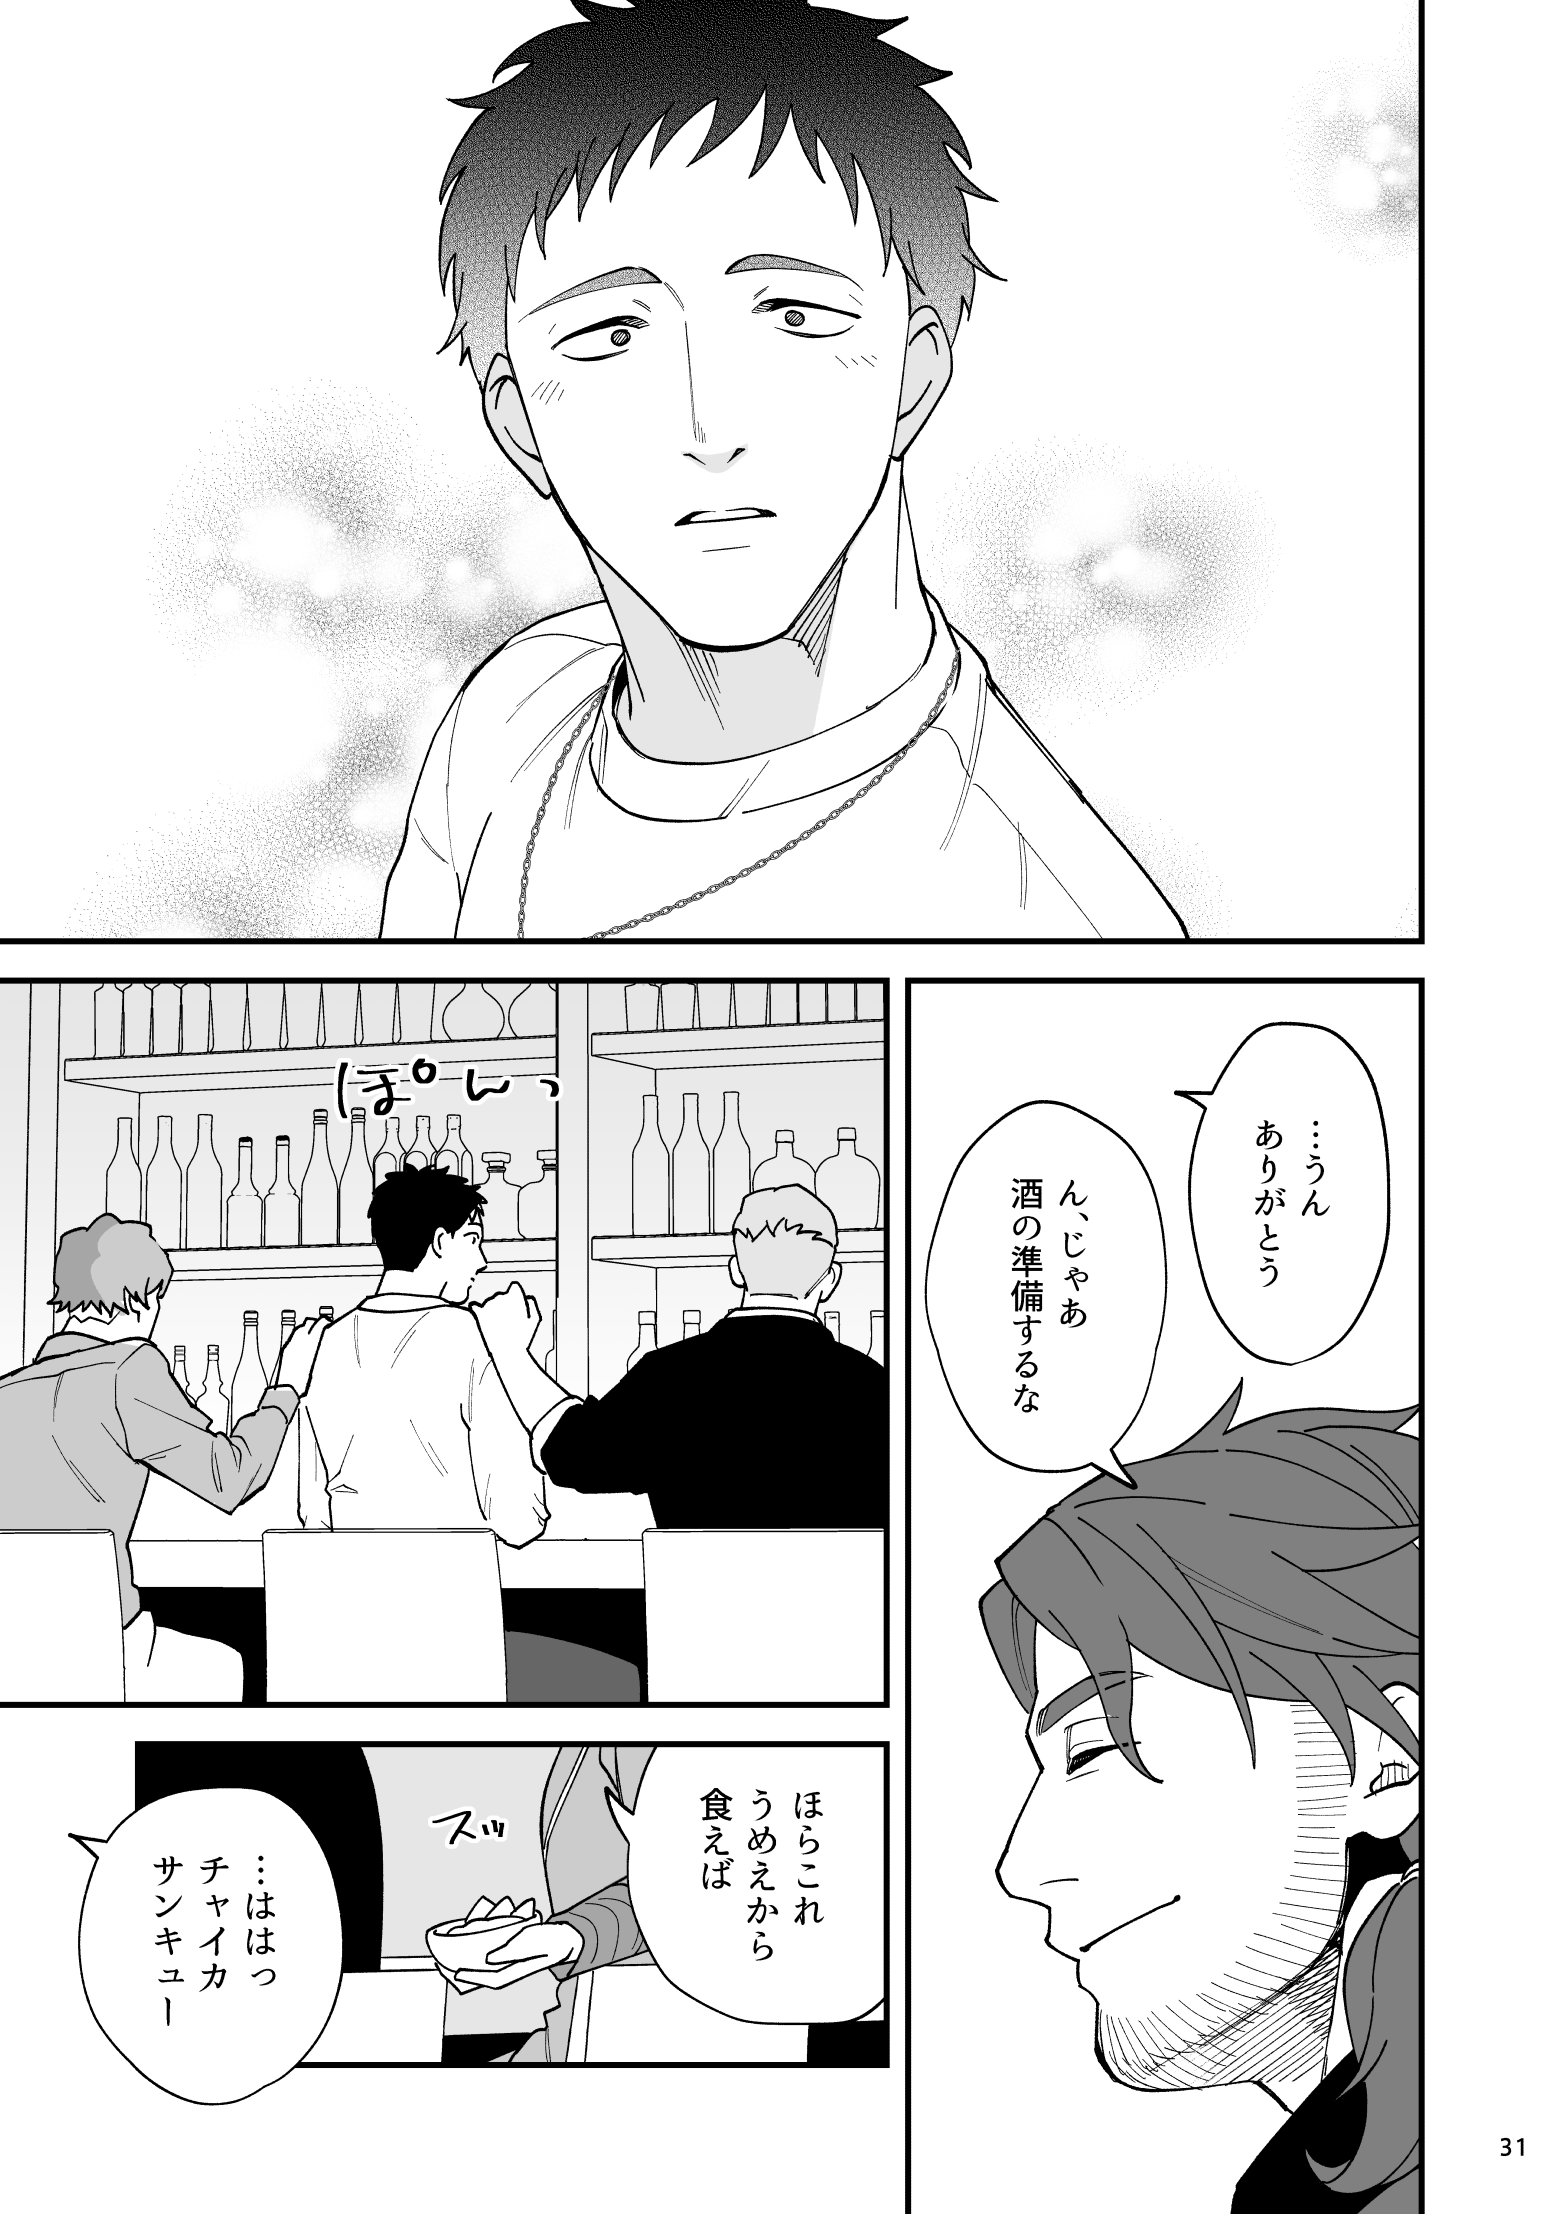 …うん
ありがとう
ん、じゃあ
酒の準備するな
ぽんっ
ほらこれ
うめえから
食えば
スッ
…ははっ
チャイカ
サンキュー
31